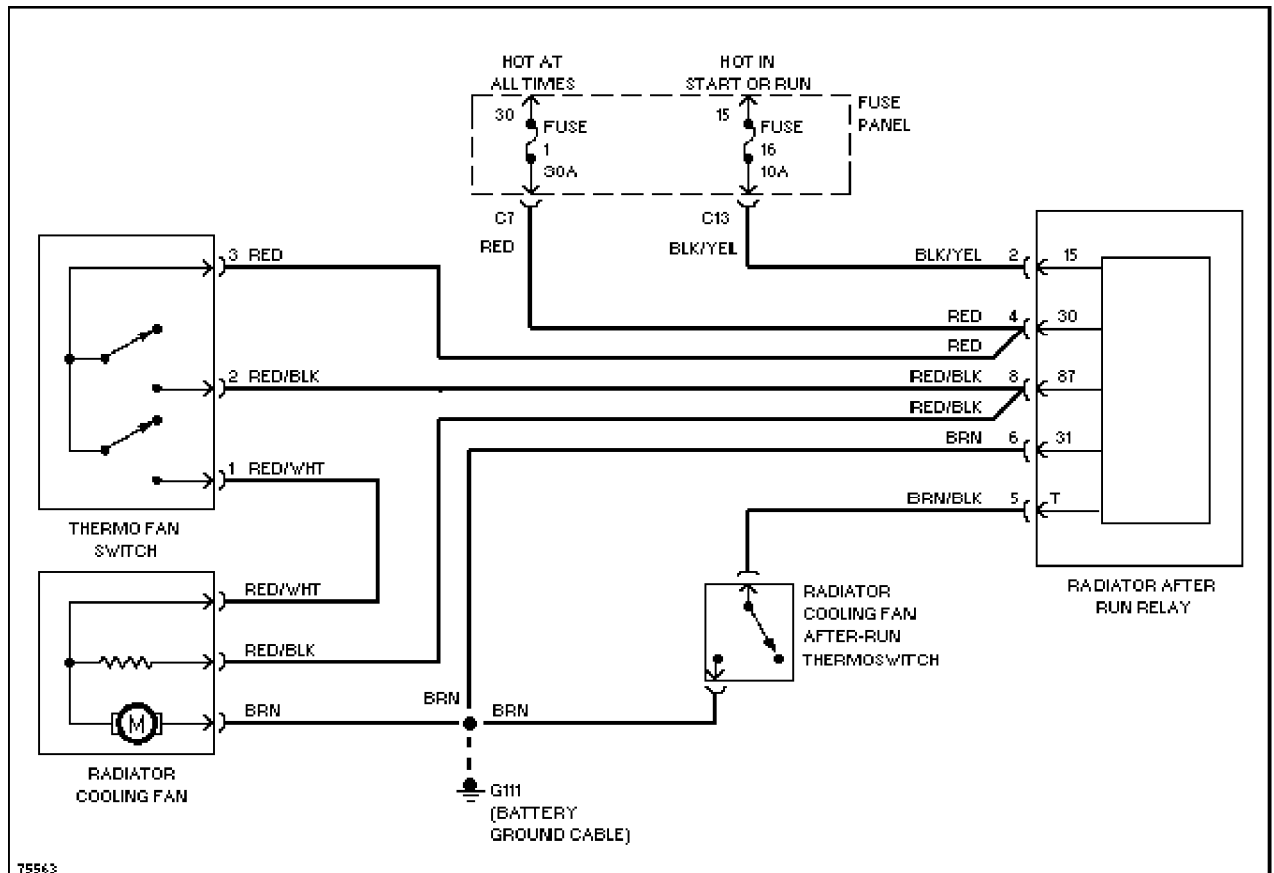 HOT AT
ALL TIMES
HOT IN
START OR RUN
30
FUSE
1
30A
15
FUSE
16
10A
FUSE
PANEL
C7
RED
C13
BLK/YEL
3 RED
BLK/YEL 2 15
RED 4 30
RED
2 RED/BLK
RED/BLK 8 87
RED/BLK
BRN 6 31
1 RED/WHT
BRN/BLK 5 T
THERMO FAN
SWITCH
RED/WHT
RED/BLK
M
BRN
BRN
BRN
RADIATOR
COOLING FAN
AFTER-RUN
THERMOSWITCH
RADIATOR AFTER
RUN RELAY
RADIATOR
COOLING FAN
G111
(BATTERY
GROUND CABLE)
75563